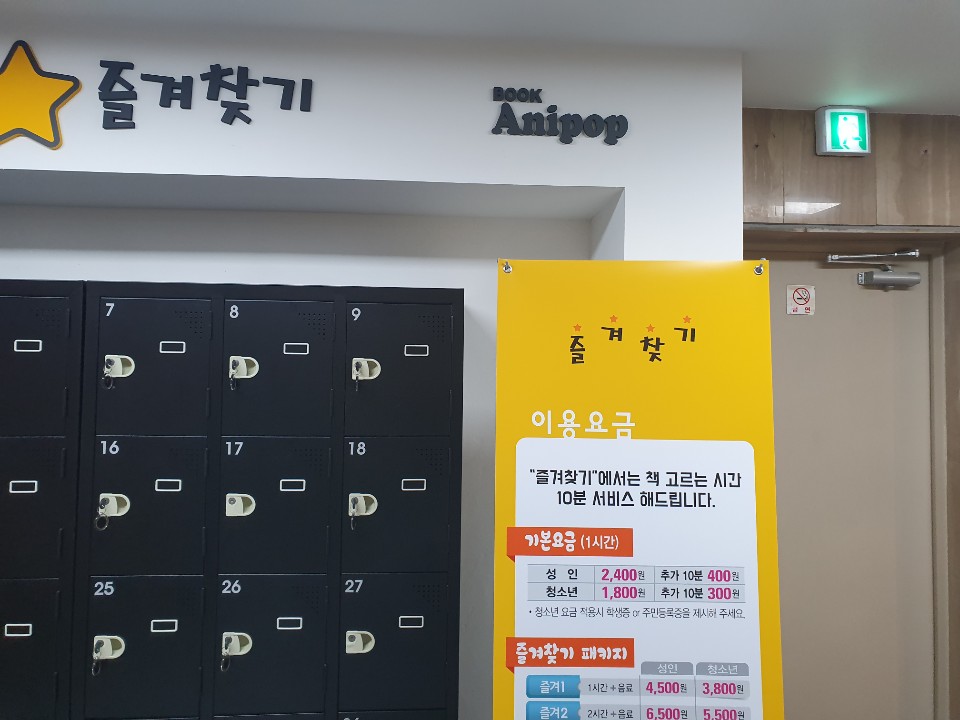 즐겨찾기
BOOK
Anipop
금 연
7
8
9
16
17
18
25
26
27
즐겨찾기
이용요금
"즐겨찾기"에서는 책 고르는 시간
10분 서비스 해드립니다.
기본요금 (1시간)
성 인 2,400원 추가 10분 400원
청소년 1,800원 추가 10분 300원
• 청소년 요금 적용시 학생증 or 주민등록증을 제시해 주세요.
즐겨찾기 패키지
성인 청소년
즐겨1 1시간+음료 4,500원 3,800원
즐겨2 2시간+음료 6,500원 5,500원